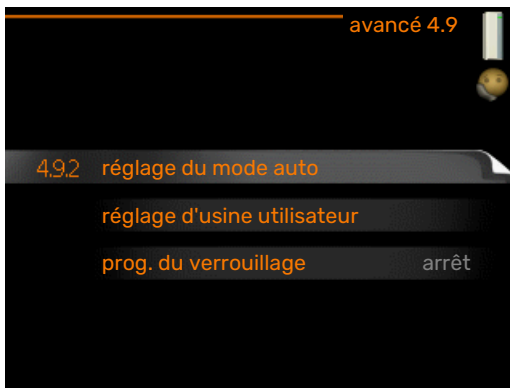 avancé 4.9
4.9.2 réglage du mode auto
réglage d'usine utilisateur
prog. du verrouillage arrêt